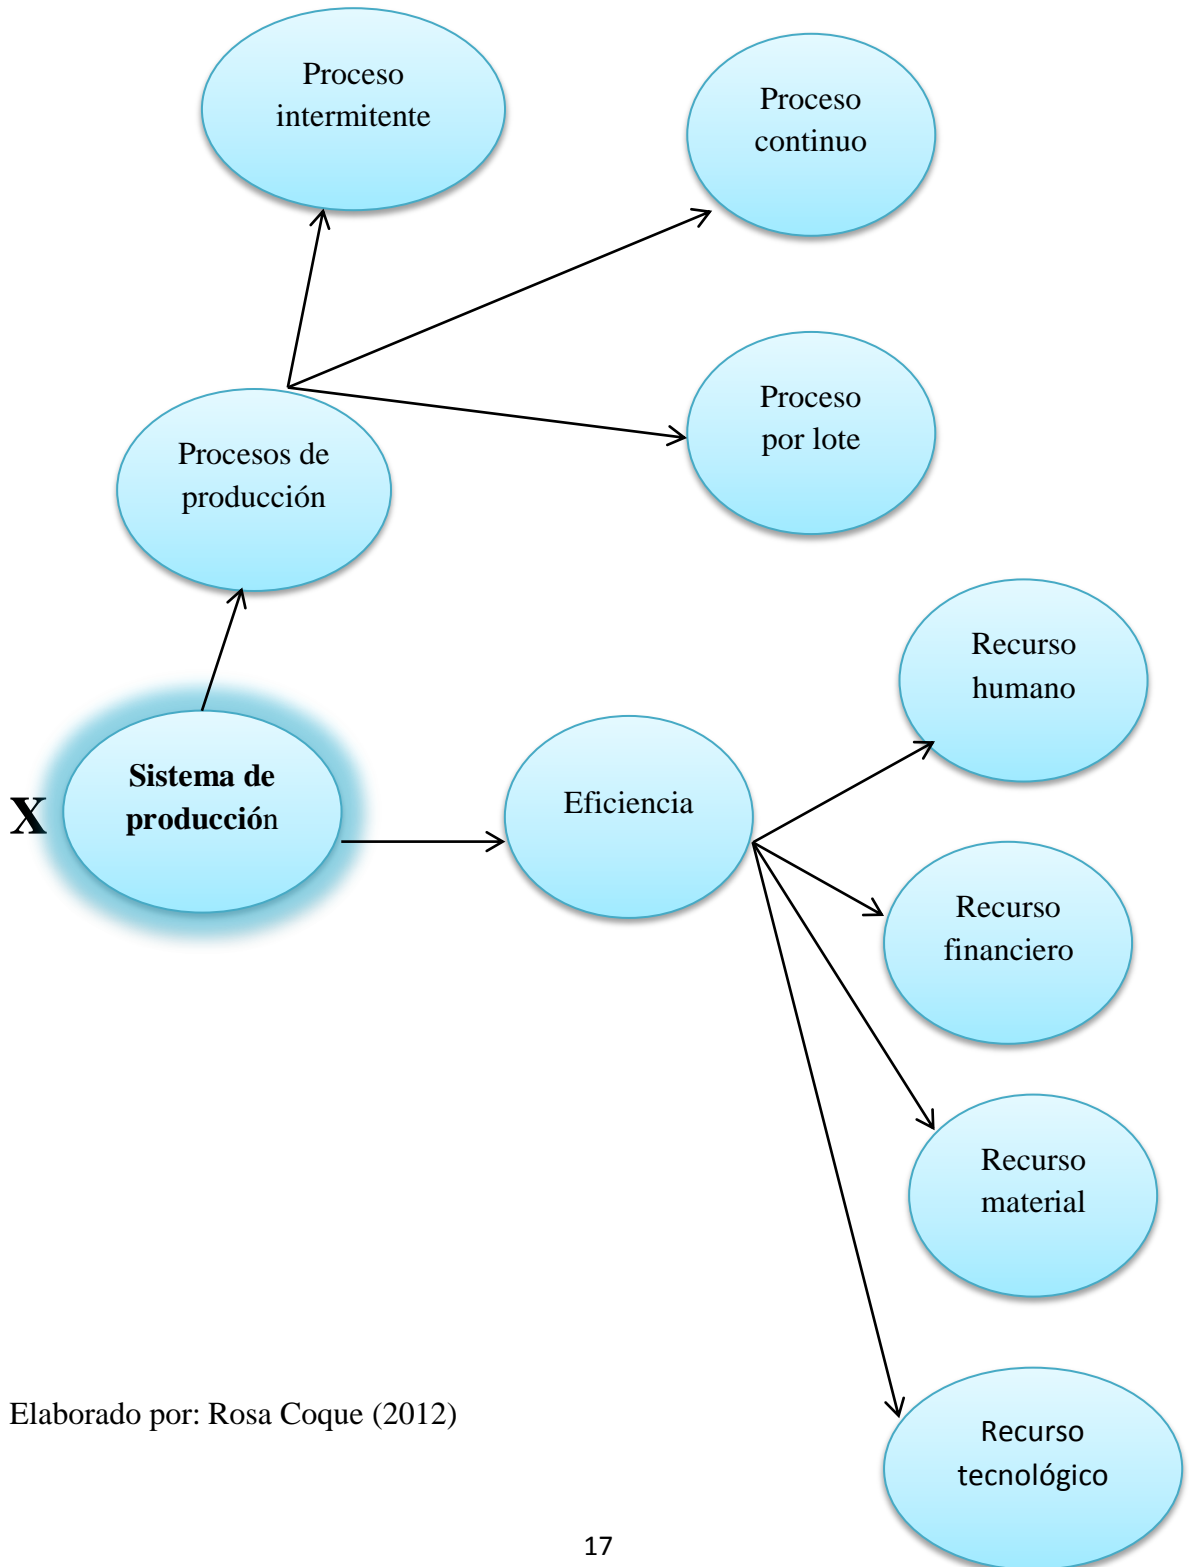 Proceso
intermitente
Proceso
continuo
Proceso
por lote
Procesos de
producción
Recurso
humano
X
Sistema de
producción
Eficiencia
Recurso
financiero
Recurso
material
Elaborado por: Rosa Coque (2012)
Recurso
tecnológico
17